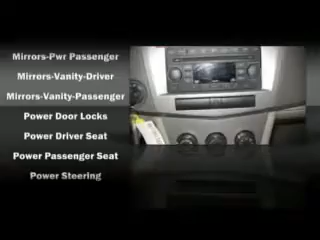 Mirrors-Pwr Passenger
Mirrors-Vanity-Driver
Mirrors-Vanity-Passenger
Power Door Locks
Power Driver Seat
Power Passenger Seat
Power Steering